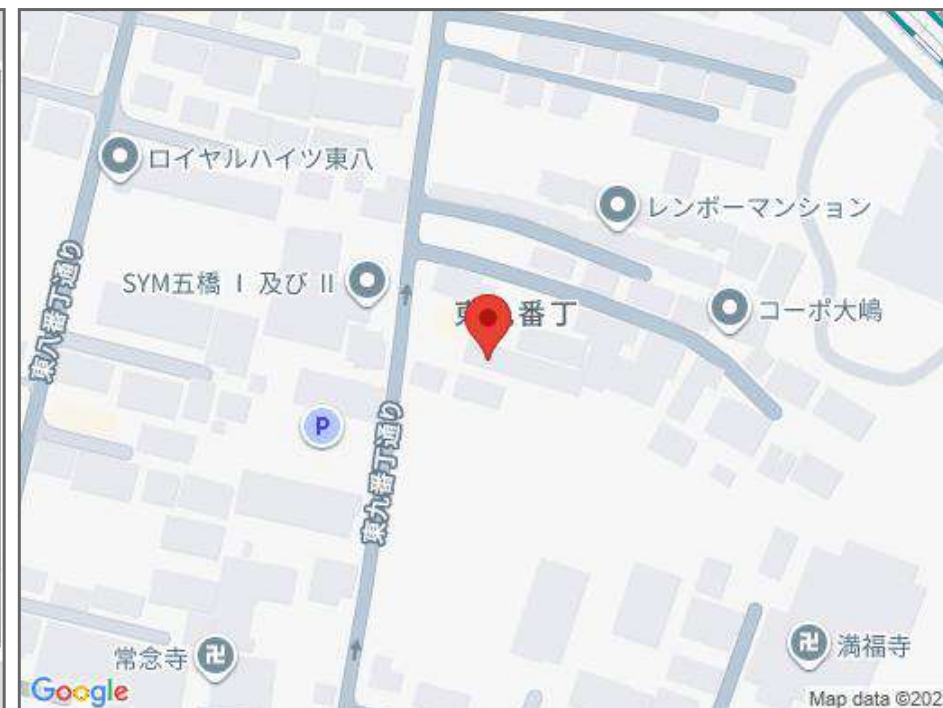 ロイヤルハイツ東八
レンボーマンション
SYM五橋 Ⅰ 及び Ⅱ
東 番丁
コーポ大嶋
東八番丁通り
P
東九番丁通り
常念寺
満福寺
Google
Map data ©202